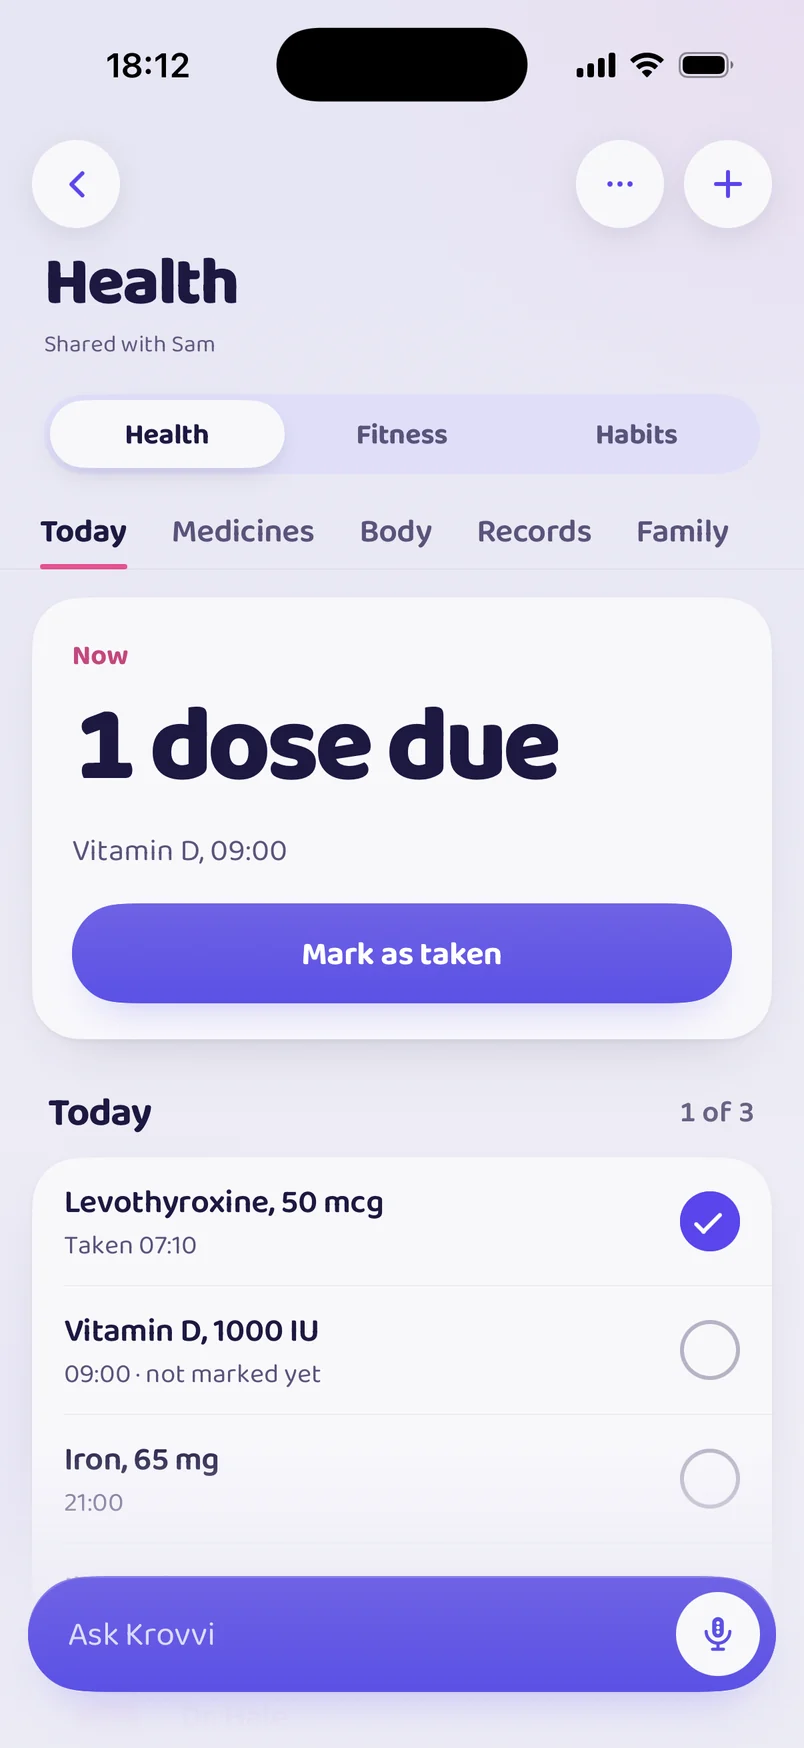 18:12
Health
Shared with Sam
Health Fitness Habits
Today Medicines Body Records Family
Now
1 dose due
Vitamin D, 09:00
Mark as taken
Today 1 of 3
Levothyroxine, 50 mcg
Taken 07:10
Vitamin D, 1000 IU
09:00 · not marked yet
Iron, 65 mg
21:00
Ask Krovvi